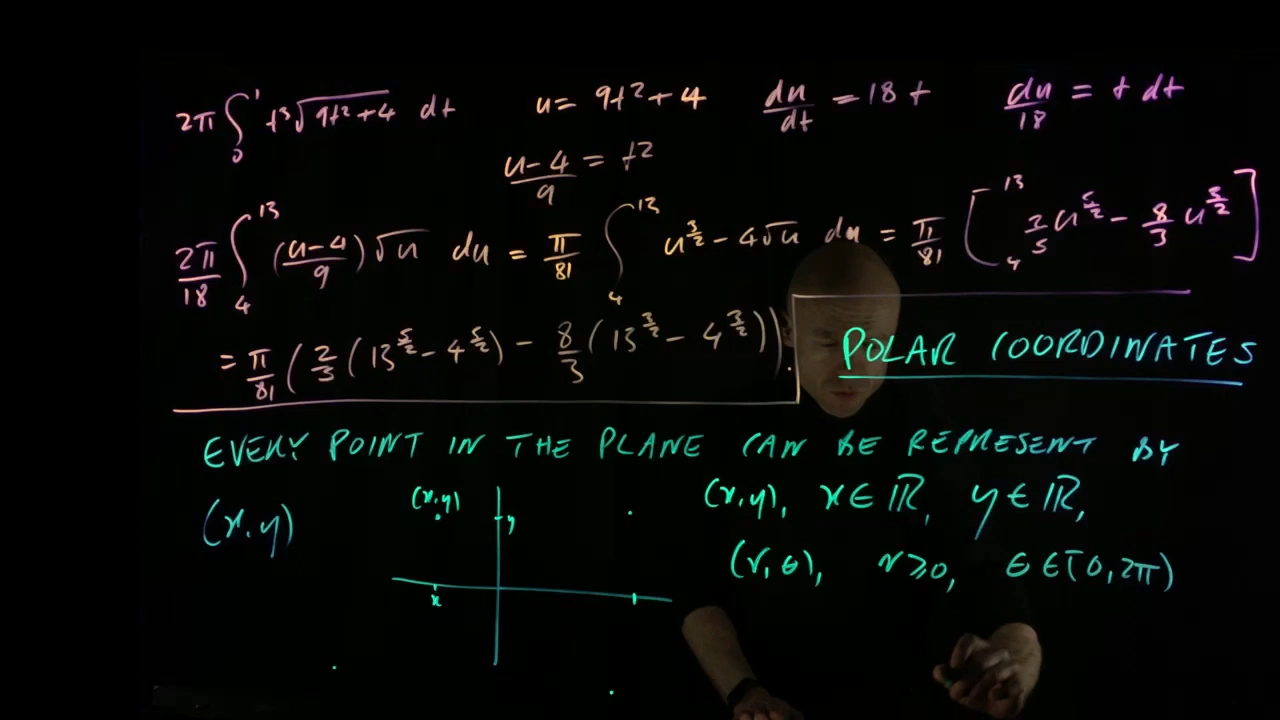 2π ∫₀¹ t³√(9t²+4) dt   u = 9t²+4   du/dt = 18t   du/18 = t dt
(u-4)/9 = t²
2π/18 ∫₄¹³ ((u-4)/9)√u du = π/81 ∫₄¹³ u^(3/2) - 4√u du = π/81 [2/5 u^(5/2) - 8/3 u^(3/2)]₄¹³
= π/81 (2/3 (13^(5/2) - 4^(5/2)) - 8/3 (13^(3/2) - 4^(3/2))).
POLAR COORDINATES
EVERY POINT IN THE PLANE CAN BE REPRESENT BY
(x,y)   (x,y)   y   (x,y), x∈ℝ, y∈ℝ,
(r,θ), r≥0, θ∈[0,2π)
x